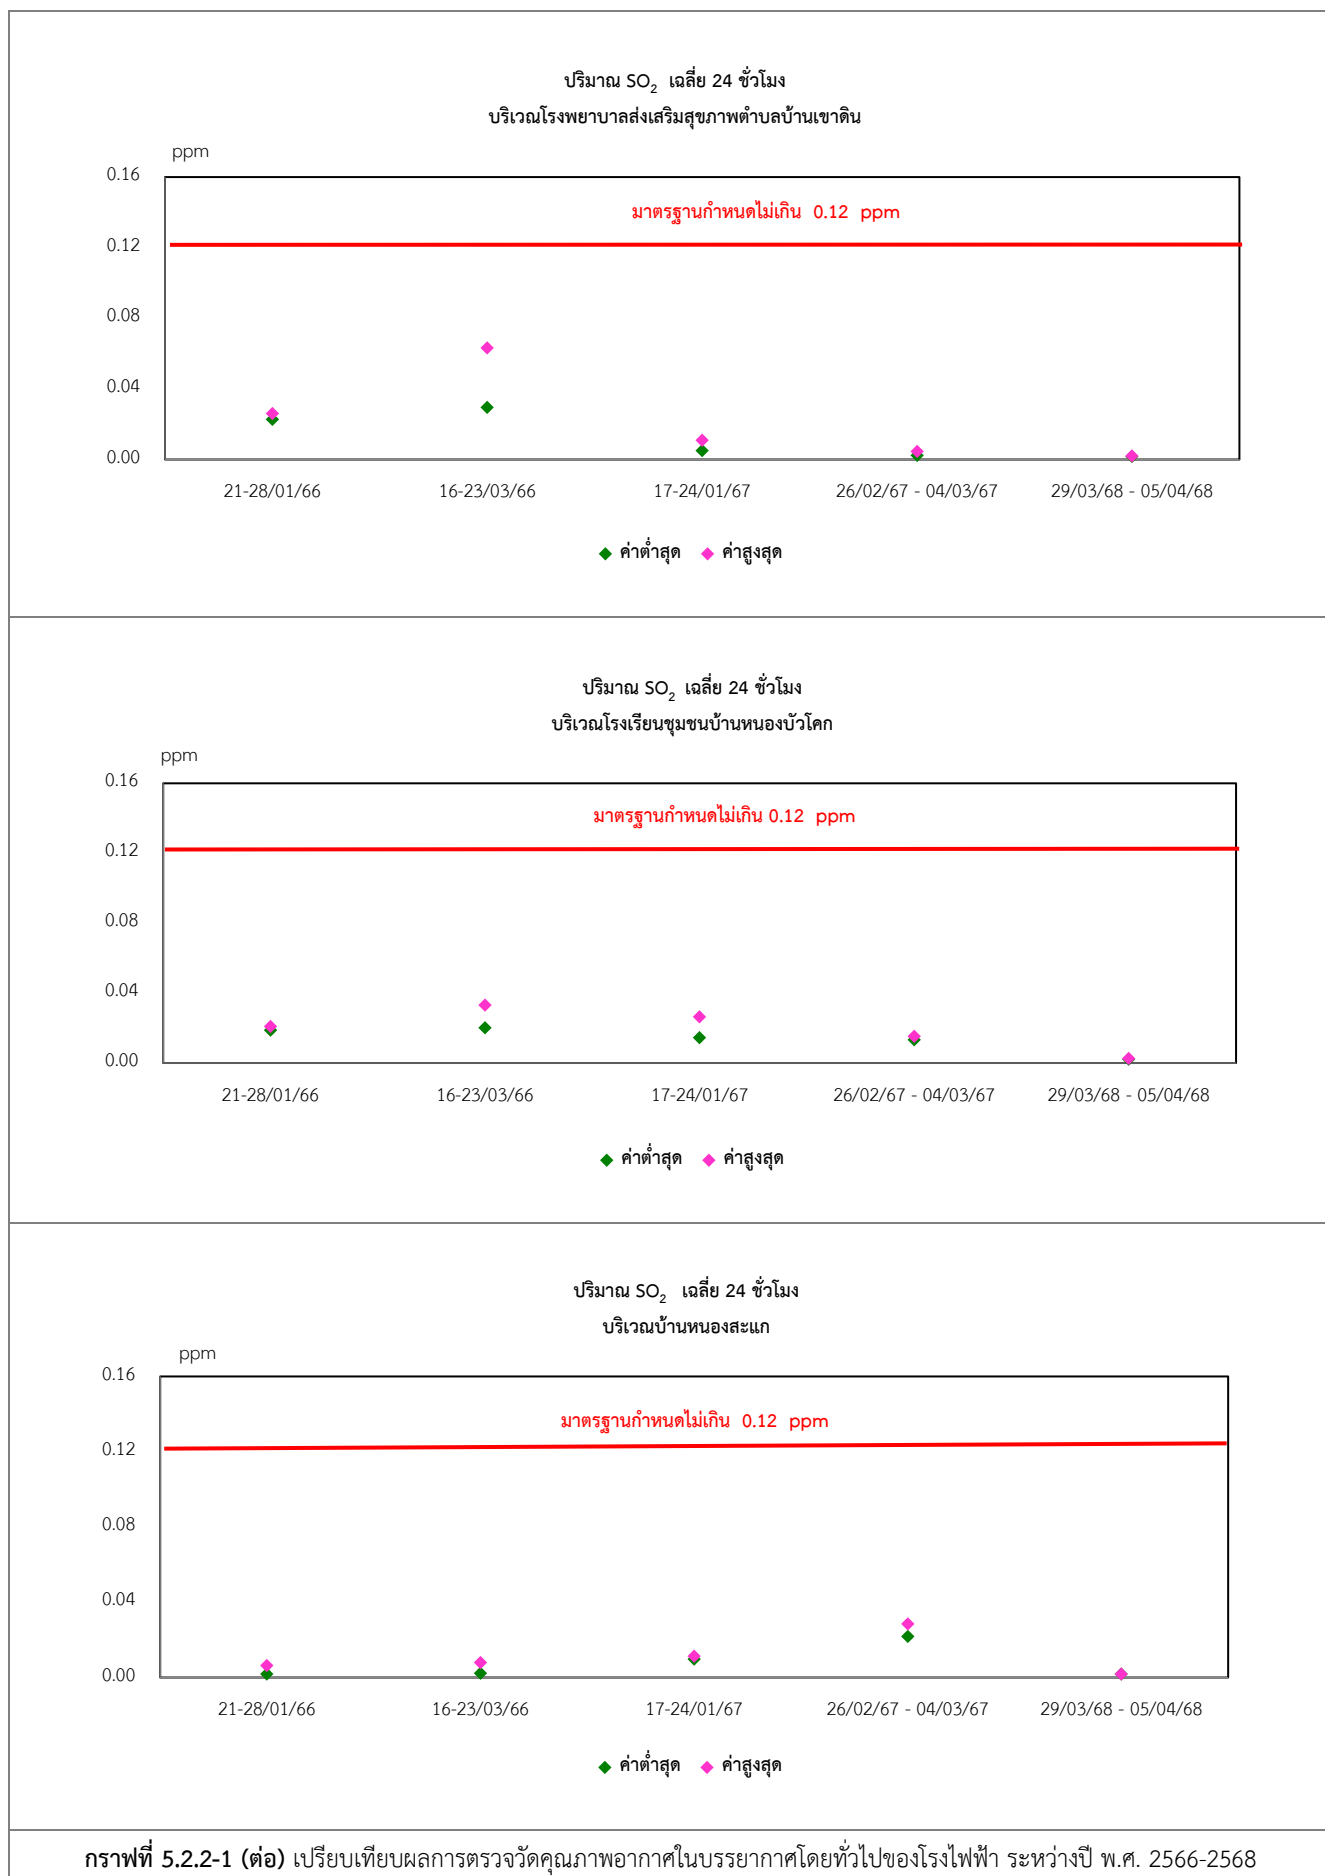 ปริมาณ SO2 เฉลี่ย 24 ชั่วโมง
บริเวณโรงพยาบาลส่งเสริมสุขภาพตำบลบ้านเขาดิน
ppm
0.16
มาตรฐานกำหนดไม่เกิน 0.12 ppm
0.12
0.08
0.04
0.00
21-28/01/66 16-23/03/66 17-24/01/67 26/02/67 - 04/03/67 29/03/68 - 05/04/68
ค่าต่ำสุด ค่าสูงสุด
ปริมาณ SO2 เฉลี่ย 24 ชั่วโมง
บริเวณโรงเรียนชุมชนบ้านหนองบัวโคก
ppm
0.16
มาตรฐานกำหนดไม่เกิน 0.12 ppm
0.12
0.08
0.04
0.00
21-28/01/66 16-23/03/66 17-24/01/67 26/02/67 - 04/03/67 29/03/68 - 05/04/68
ค่าต่ำสุด ค่าสูงสุด
ปริมาณ SO2 เฉลี่ย 24 ชั่วโมง
บริเวณบ้านหนองสะแก
ppm
0.16
มาตรฐานกำหนดไม่เกิน 0.12 ppm
0.12
0.08
0.04
0.00
21-28/01/66 16-23/03/66 17-24/01/67 26/02/67 - 04/03/67 29/03/68 - 05/04/68
ค่าต่ำสุด ค่าสูงสุด
กราฟที่ 5.2.2-1 (ต่อ) เปรียบเทียบผลการตรวจวัดคุณภาพอากาศในบรรยากาศโดยทั่วไปของโรงไฟฟ้า ระหว่างปี พ.ศ. 2566-2568